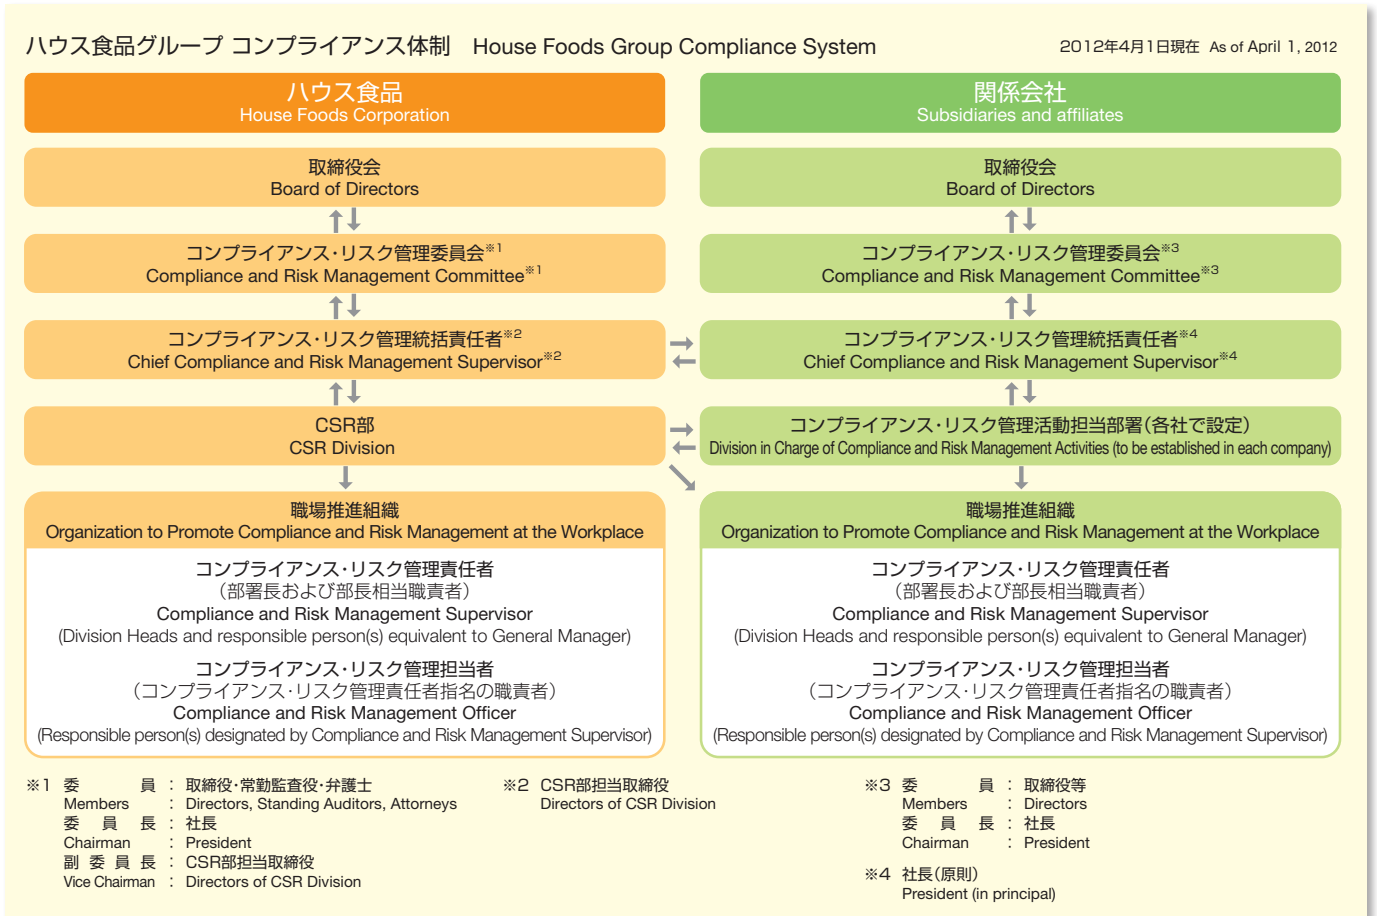 ハウス食品グループ コンプライアンス体制 House Foods Group Compliance System
2012年4月1日現在 As of April 1, 2012
ハウス食品
House Foods Corporation
取締役会
Board of Directors
コンプライアンス・リスク管理委員会※1
Compliance and Risk Management Committee※1
コンプライアンス・リスク管理統括責任者※2
Chief Compliance and Risk Management Supervisor※2
CSR部
CSR Division
職場推進組織
Organization to Promote Compliance and Risk Management at the Workplace
コンプライアンス・リスク管理責任者
(部署長および部長相当職責者)
Compliance and Risk Management Supervisor
(Division Heads and responsible person(s) equivalent to General Manager)
コンプライアンス・リスク管理担当者
(コンプライアンス・リスク管理責任者指名の職責者)
Compliance and Risk Management Officer
(Responsible person(s) designated by Compliance and Risk Management Supervisor)
関係会社
Subsidiaries and affiliates
取締役会
Board of Directors
コンプライアンス・リスク管理委員会※3
Compliance and Risk Management Committee※3
コンプライアンス・リスク管理統括責任者※4
Chief Compliance and Risk Management Supervisor※4
コンプライアンス・リスク管理活動担当部署(各社で設定)
Division in Charge of Compliance and Risk Management Activities (to be established in each company)
職場推進組織
Organization to Promote Compliance and Risk Management at the Workplace
コンプライアンス・リスク管理責任者
(部署長および部長相当職責者)
Compliance and Risk Management Supervisor
(Division Heads and responsible person(s) equivalent to General Manager)
コンプライアンス・リスク管理担当者
(コンプライアンス・リスク管理責任者指名の職責者)
Compliance and Risk Management Officer
(Responsible person(s) designated by Compliance and Risk Management Supervisor)
※1 委員 : 取締役・常勤監査役・弁護士
Members : Directors, Standing Auditors, Attorneys
委員長 : 社長
Chairman : President
副委員長 : CSR部担当取締役
Vice Chairman : Directors of CSR Division
※2 CSR部担当取締役
Directors of CSR Division
※3 委員 : 取締役等
Members : Directors
委員長 : 社長
Chairman : President
※4 社長(原則)
President (in principal)